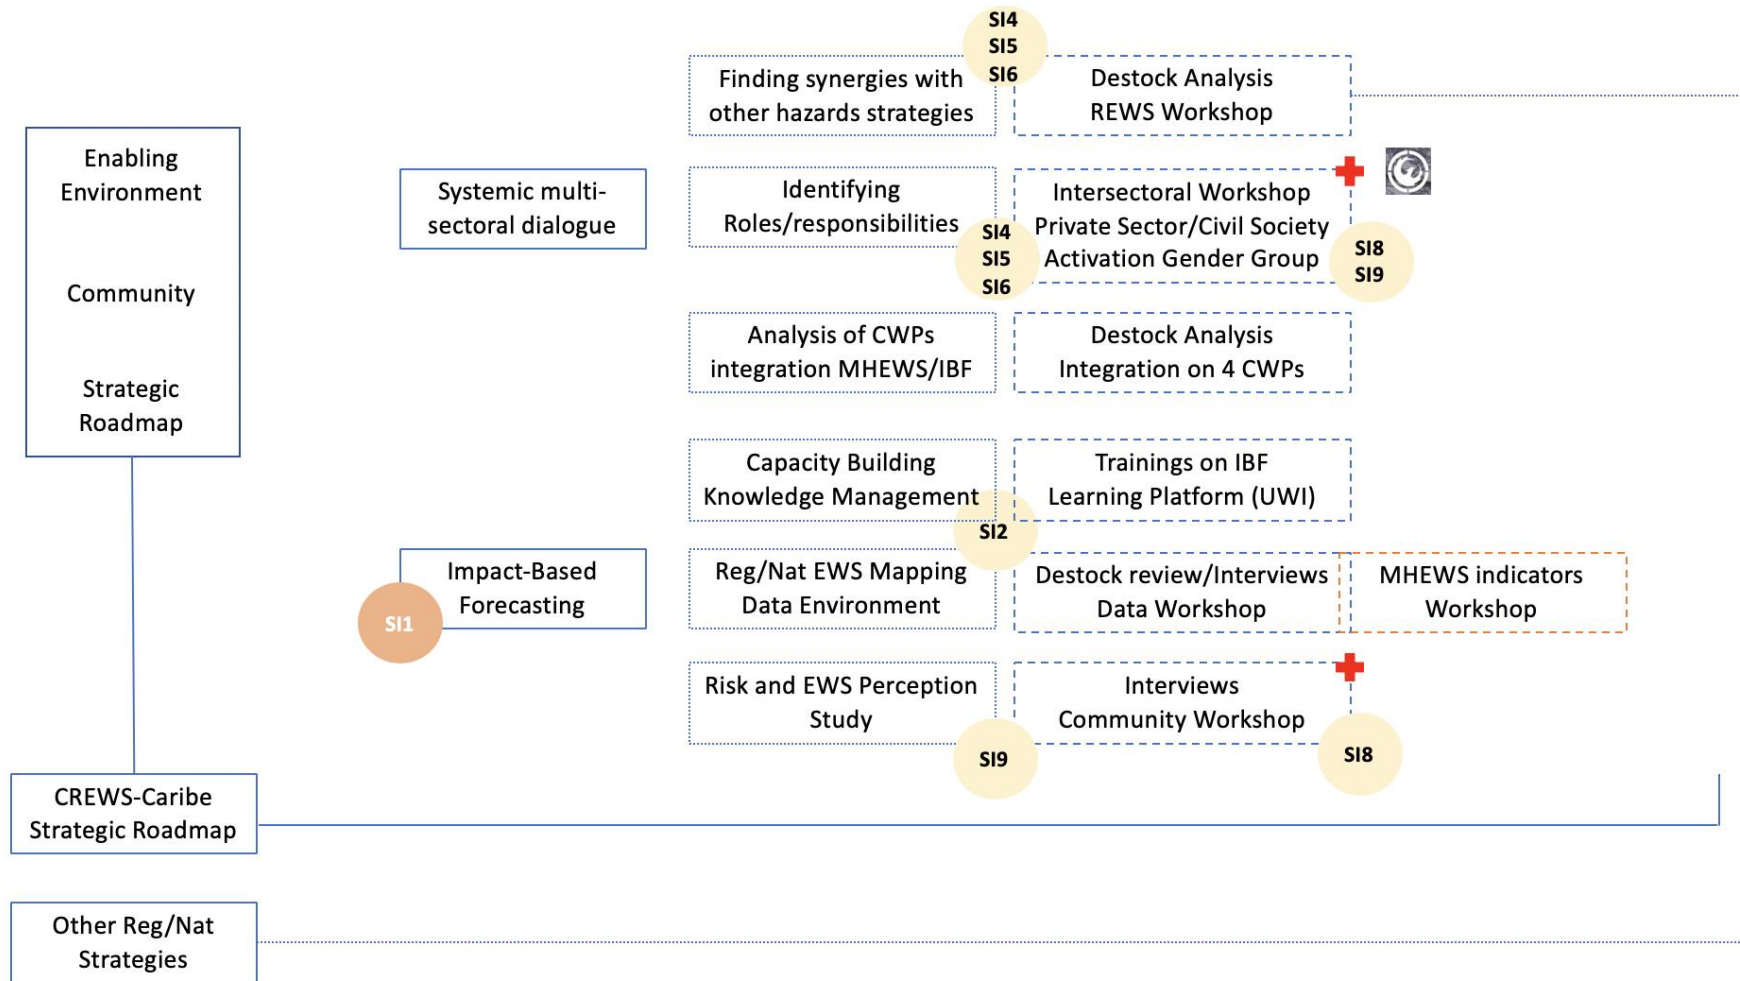 SI4
SI5
SI6
Finding synergies with
other hazards strategies
Destock Analysis
REWS Workshop
Enabling
Environment
Community
Strategic
Roadmap
Systemic multi-
sectoral dialogue
Identifying
Roles/responsibilities
SI4
SI5
SI6
Intersectoral Workshop
Private Sector/Civil Society
Activation Gender Group
SI8
SI9
Analysis of CWPs
integration MHEWS/IBF
Destock Analysis
Integration on 4 CWPs
Capacity Building
Knowledge Management
Trainings on IBF
Learning Platform (UWI)
SI2
Impact-Based
Forecasting
SI1
Reg/Nat EWS Mapping
Data Environment
Destock review/Interviews
Data Workshop
MHEWS indicators
Workshop
Risk and EWS Perception
Study
SI9
Interviews
Community Workshop
SI8
CREWS-Caribe
Strategic Roadmap
Other Reg/Nat
Strategies